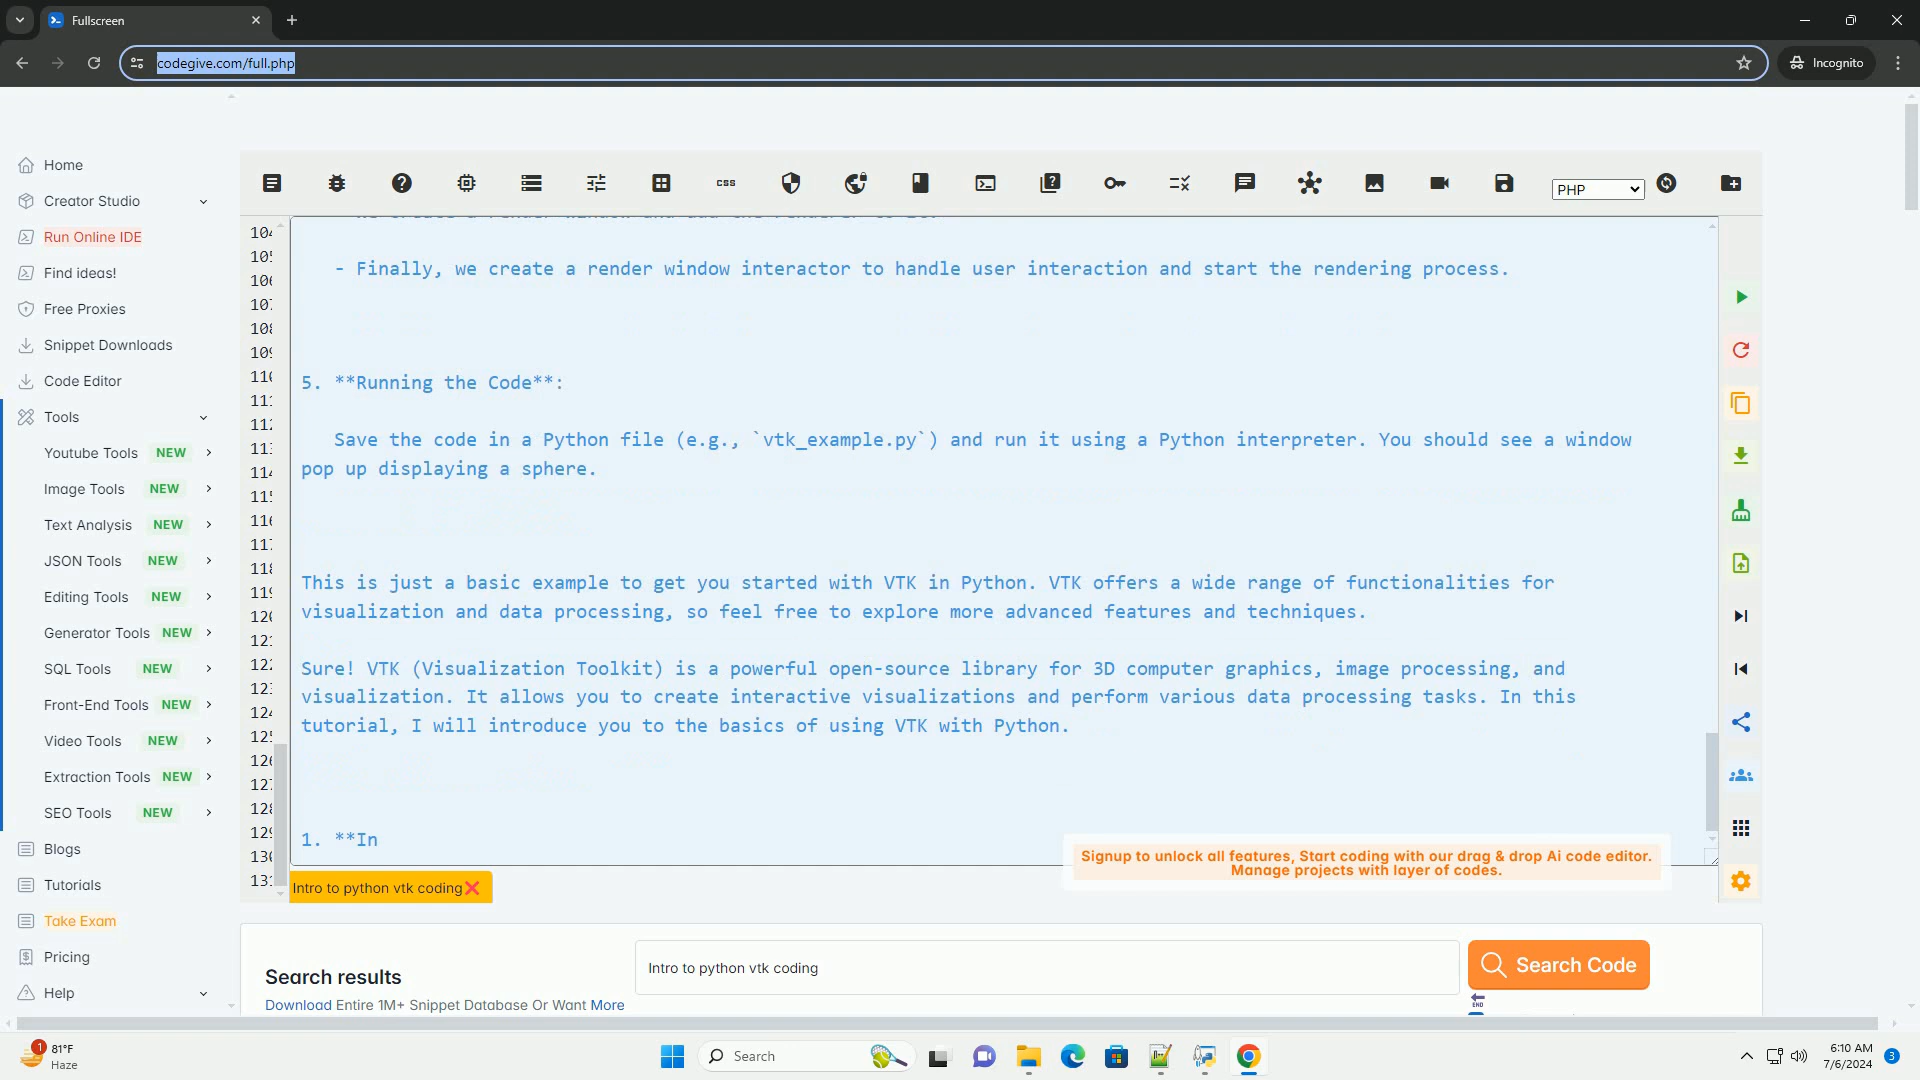 Fullscreen
codegive.com/full.php
Incognito
Home
Creator Studio
Run Online IDE
Find ideas!
Free Proxies
Snippet Downloads
Code Editor
Tools
Youtube Tools NEW
Image Tools NEW
Text Analysis NEW
JSON Tools NEW
Editing Tools NEW
Generator Tools NEW
SQL Tools NEW
Front-End Tools NEW
Video Tools NEW
Extraction Tools NEW
SEO Tools NEW
Blogs
Tutorials
Take Exam
Pricing
Help
CSS
PHP
- Finally, we create a render window interactor to handle user interaction and start the rendering process.
5. **Running the Code**:
Save the code in a Python file (e.g., `vtk_example.py`) and run it using a Python interpreter. You should see a window
pop up displaying a sphere.
This is just a basic example to get you started with VTK in Python. VTK offers a wide range of functionalities for
visualization and data processing, so feel free to explore more advanced features and techniques.
Sure! VTK (Visualization Toolkit) is a powerful open-source library for 3D computer graphics, image processing, and
visualization. It allows you to create interactive visualizations and perform various data processing tasks. In this
tutorial, I will introduce you to the basics of using VTK with Python.
1. **In
Signup to unlock all features, Start coding with our drag & drop Ai code editor.
Manage projects with layer of codes.
Intro to python vtk coding
Search results
Download Entire 1M+ Snippet Database Or Want More
Intro to python vtk coding
Search Code
END
1
81°F
Haze
Search
6:10 AM
7/6/2024
3